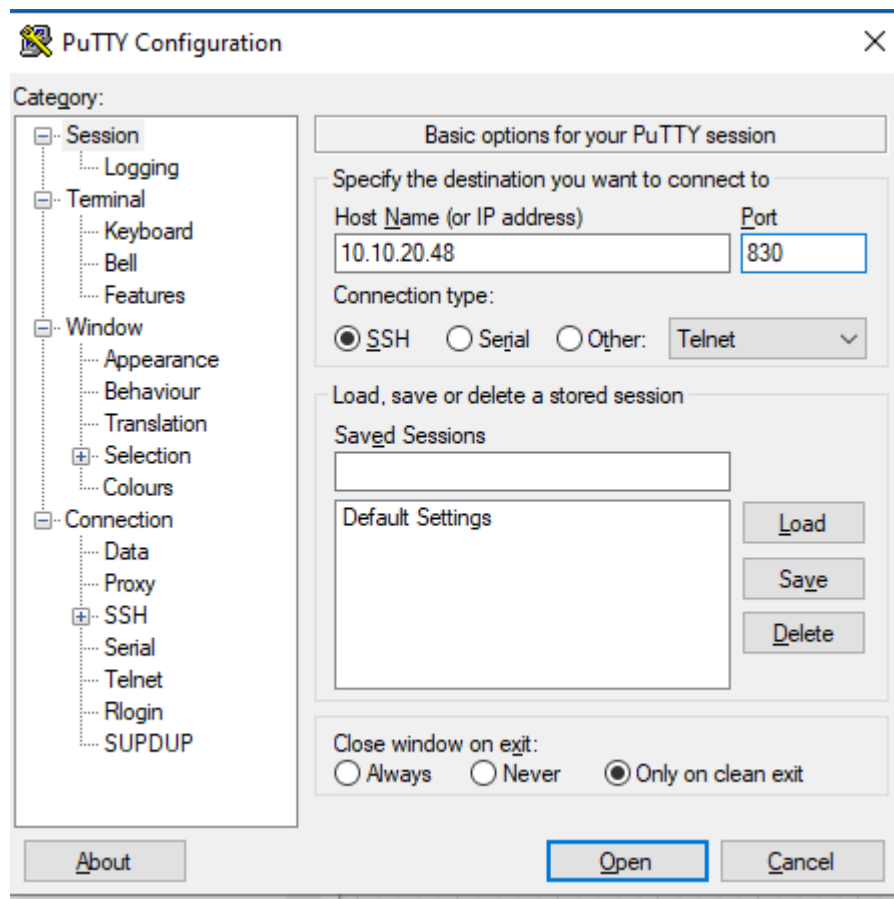 PuTTY Configuration
Category:
Session
Logging
Terminal
Keyboard
Bell
Features
Window
Appearance
Behaviour
Translation
Selection
Colours
Connection
Data
Proxy
SSH
Serial
Telnet
Rlogin
SUPDUP
Basic options for your PuTTY session
Specify the destination you want to connect to
Host Name (or IP address) Port
10.10.20.48 830
Connection type:
SSH Serial Other: Telnet
Load, save or delete a stored session
Saved Sessions
Default Settings
Load
Save
Delete
Close window on exit:
Always Never Only on clean exit
About Open Cancel